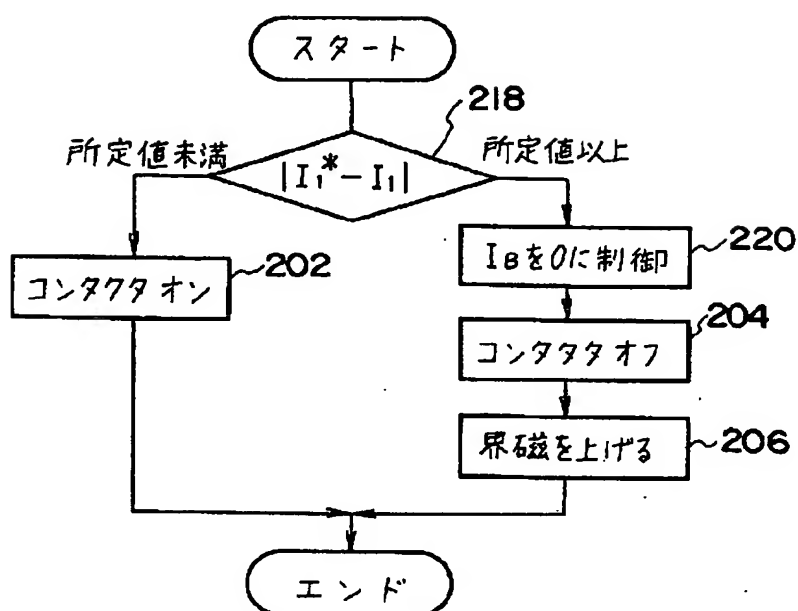 スタート
218
所定値未満
所定値以上
|I₁*−I₁|
コンタクタオン
202
IBを0に制御
220
コンタタタオフ
204
界磁を上げる
206
エンド